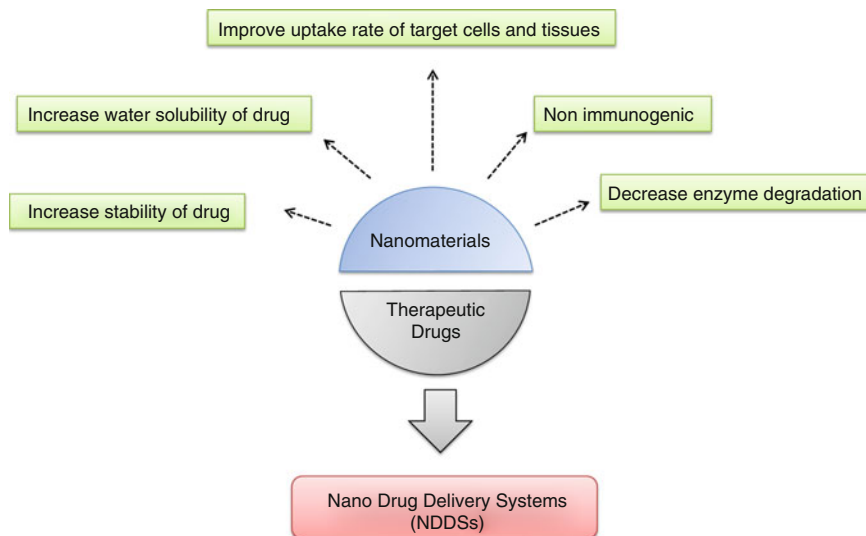 Improve uptake rate of target cells and tissues
Increase water solubility of drug
Non immunogenic
Increase stability of drug
Decrease enzyme degradation
Nanomaterials
Therapeutic
Drugs
Nano Drug Delivery Systems
(NDDSs)